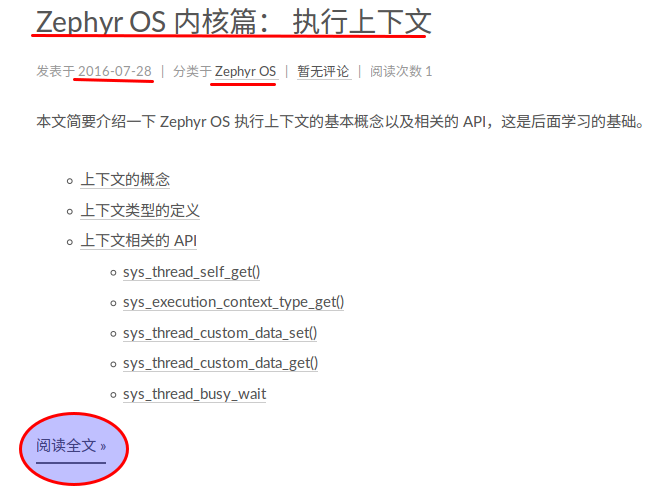 Zephyr OS 内核篇： 执行上下文
发表于 2016-07-28 | 分类于 Zephyr OS | 暂无评论 | 阅读次数 1
本文简要介绍一下 Zephyr OS 执行上下文的基本概念以及相关的 API，这是后面学习的基础。
上下文的概念
上下文类型的定义
上下文相关的 API
sys_thread_self_get()
sys_execution_context_type_get()
sys_thread_custom_data_set()
sys_thread_custom_data_get()
sys_thread_busy_wait
阅读全文 »